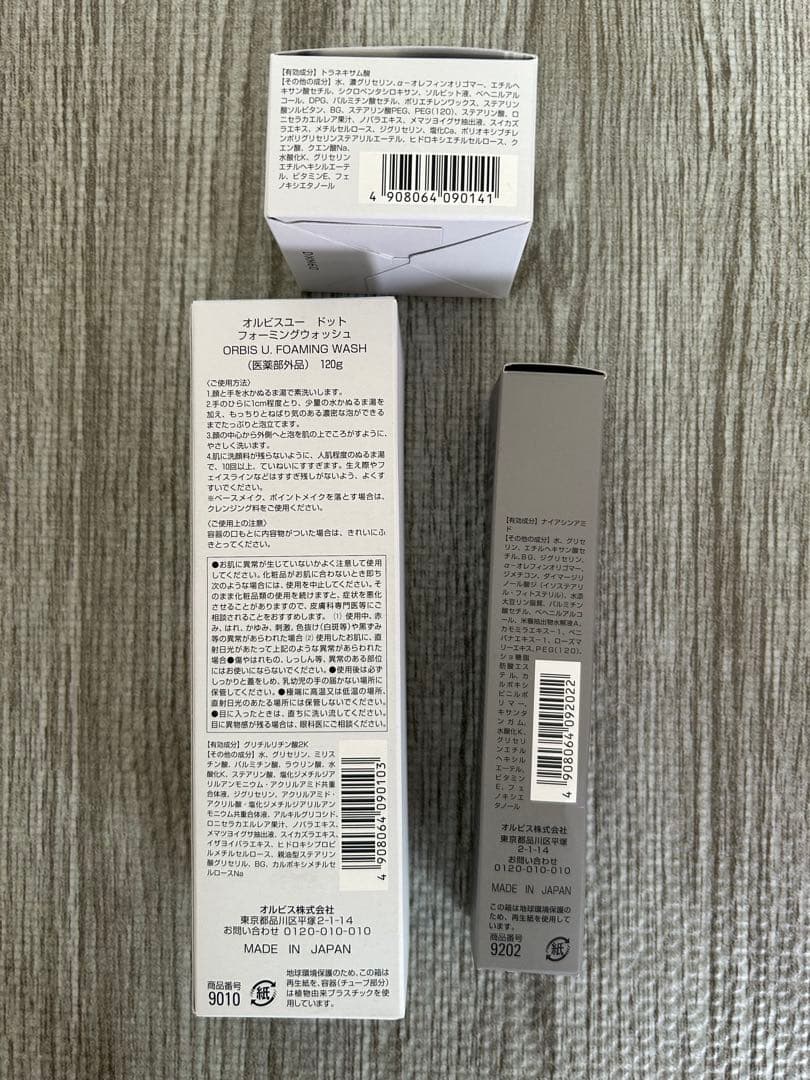 【有効成分】トラネキサム酸
【その他の成分】水、濃グリセリン、α-オレフィンオリゴマー、エチルヘ
キサン酸セチル、シクロペンタシロキサン、ソルビット液、ベヘニルアル
コール、DPG、パルミチン酸セチル、ポリエチレンワックス、ステアリン
酸ソルビタン、BG、ステアリン酸PEG、PEG(120)、ステアリン酸、ロ
ニセラカエルレア果汁、ノバラエキス、メマツヨイグサ抽出液、スイカズ
ラエキス、メチルセルロース、ジグリセリン、塩化Ca、ポリオキシブチレ
ンポリグリセリンステアリルエーテル、ヒドロキシエチルセルロース、ク
エン酸、クエン酸Na、
水酸化K、グリセリン
エチルヘキシルエーテ
ル、ビタミンE、フェ
ノキシエタノール
4 908064 090141
オルビスユー ドット
フォーミングウォッシュ
ORBIS U. FOAMING WASH
（医薬部外品） 120g
〈ご使用方法〉
1.顔と手を水かぬるま湯で素洗いします。
2.手のひらに1cm程度とり、少量の水かぬるま湯を
加え、もっちりとねばり気のある濃密な泡ができる
までたっぷりと泡立てます。
3.顔の中心から外側へと泡を肌の上でころがすように、
やさしく洗います。
4.肌に洗顔料が残らないように、人肌程度のぬるま湯
で、10回以上、ていねいにすすぎます。生え際やフ
ェイスラインなどはすすぎ残しがないよう、よくす
すいでください。
※ベースメイク、ポイントメイクを落とす場合は、
クレンジング料をご使用ください。
〈ご使用上の注意〉
容器の口もとに内容物がついた場合は、きれいにふ
きとってください。
●お肌に異常が生じていないかよく注意して使用
してください。化粧品がお肌に合わないとき即ち
次のような場合には、使用を中止してください。そ
のまま化粧品類の使用を続けますと、症状を悪化
させることがありますので、皮膚科専門医等にご相
談されることをおすすめします。(1)使用中、赤
み、はれ、かゆみ、刺激、色抜け(白斑等)や黒ずみ
等の異常があらわれた場合(2)使用したお肌に、直
射日光があたって上記のような異常があらわれた
場合●傷やはれもの、しっしん等、異常のある部位
にはお使いにならないでください。●使用後は必ず
しっかりと蓋をしめ、乳幼児の手の届かない場所に
保管してください。●極端に高温又は低温の場所、
直射日光のあたる場所には保管しないでください。
●目に入ったときは、直ちに洗い流してください。
目に異物感が残る場合は、眼科医にご相談ください。
【有効成分】グリチルリチン酸2K
【その他の成分】水、グリセリン、ミリス
チン酸、パルミチン酸、ラウリン酸、水
酸化K、ステアリン酸、塩化ジメチルジア
リルアンモニウム・アクリルアミド共重
合体液、ジグリセリン、アクリルアミド・
アクリル酸・塩化ジメチルジアリルアン
モニウム共重合体液、アルキルグリコシド、
ロニセラカエルレア果汁、ノバラエキス、
メマツヨイグサ抽出液、スイカズラエキス、
イザヨイバラエキス、ヒドロキシプロピ
ルメチルセルロース、親油型ステアリン
酸グリセリル、BG、カルボキシメチルセ
ルロースNa
4 908064 090103
オルビス株式会社
東京都品川区平塚2-1-14
お問い合わせ 0120-010-010
MADE IN JAPAN
商品番号
9010
紙
地球環境保護のため、この箱は
再生紙を、容器(チューブ部分)
は植物由来プラスチックを使用
しています。
【有効成分】ナイアシンアミ
ド
【その他の成分】水、グリセ
リン、エチルヘキサン酸セ
チル、BG、ジグリセリン、
α-オレフィンオリゴマー、
ジメチコン、ダイマージリ
ノール酸ジ(イソステアリ
ル・フィトステリル)、水添
大豆リン脂質、パルミチン
酸セチル、ベヘニルアルコ
ール、米糠抽出物水解液A、
カモミラエキス-1、ベニ
バナエキス-1、ローズマ
リーエキス、PEG(120)、
ショ糖脂
肪酸エス
テル、カ
ルボキシ
ビニルポ
リマー、
キサンタ
ンガム、
水酸化K、
グリセリ
ンエチル
ヘキシル
エーテル、
ビタミン
E、フェ
ノキシエ
タノール
4 908064 092022
オルビス株式会社
東京都品川区平塚
2-1-14
お問い合わせ
0120-010-010
MADE IN JAPAN
この箱は地球環境保護の
ため、再生紙を使用して
います。
商品番号
9202
紙